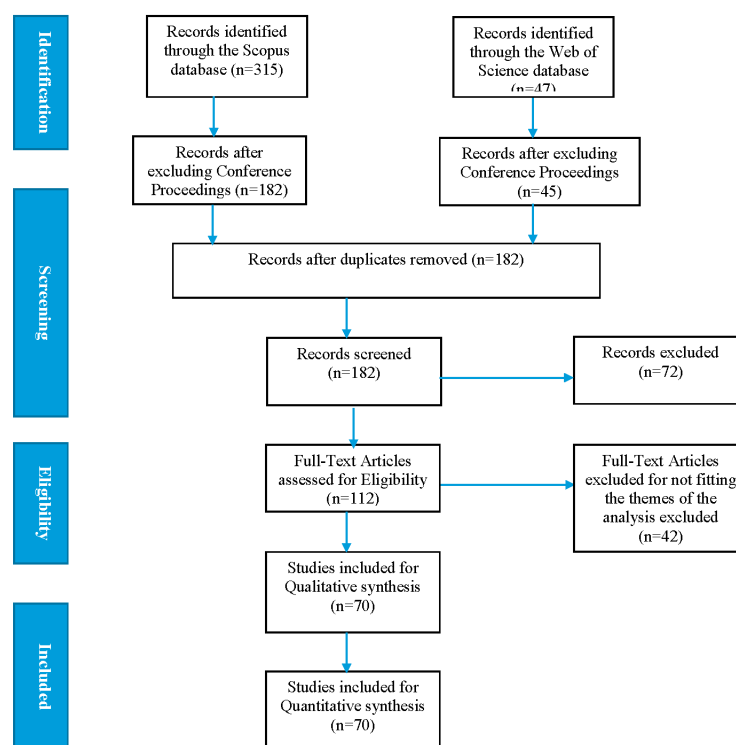 Identification
Records identified
through the Scopus
database (n=315)
Records identified
through the Web of
Science database
(n=47)
Records after
excluding Conference
Proceedings (n=182)
Records after excluding
Conference Proceedings
(n=45)
Screening
Records after duplicates removed (n=182)
Records screened
(n=182)
Records excluded
(n=72)
Eligibility
Full-Text Articles
assessed for Eligibility
(n=112)
Full-Text Articles
excluded for not fitting
the themes of the
analysis excluded
(n=42)
Studies included for
Qualitative synthesis
(n=70)
Included
Studies included for
Quantitative synthesis
(n=70)